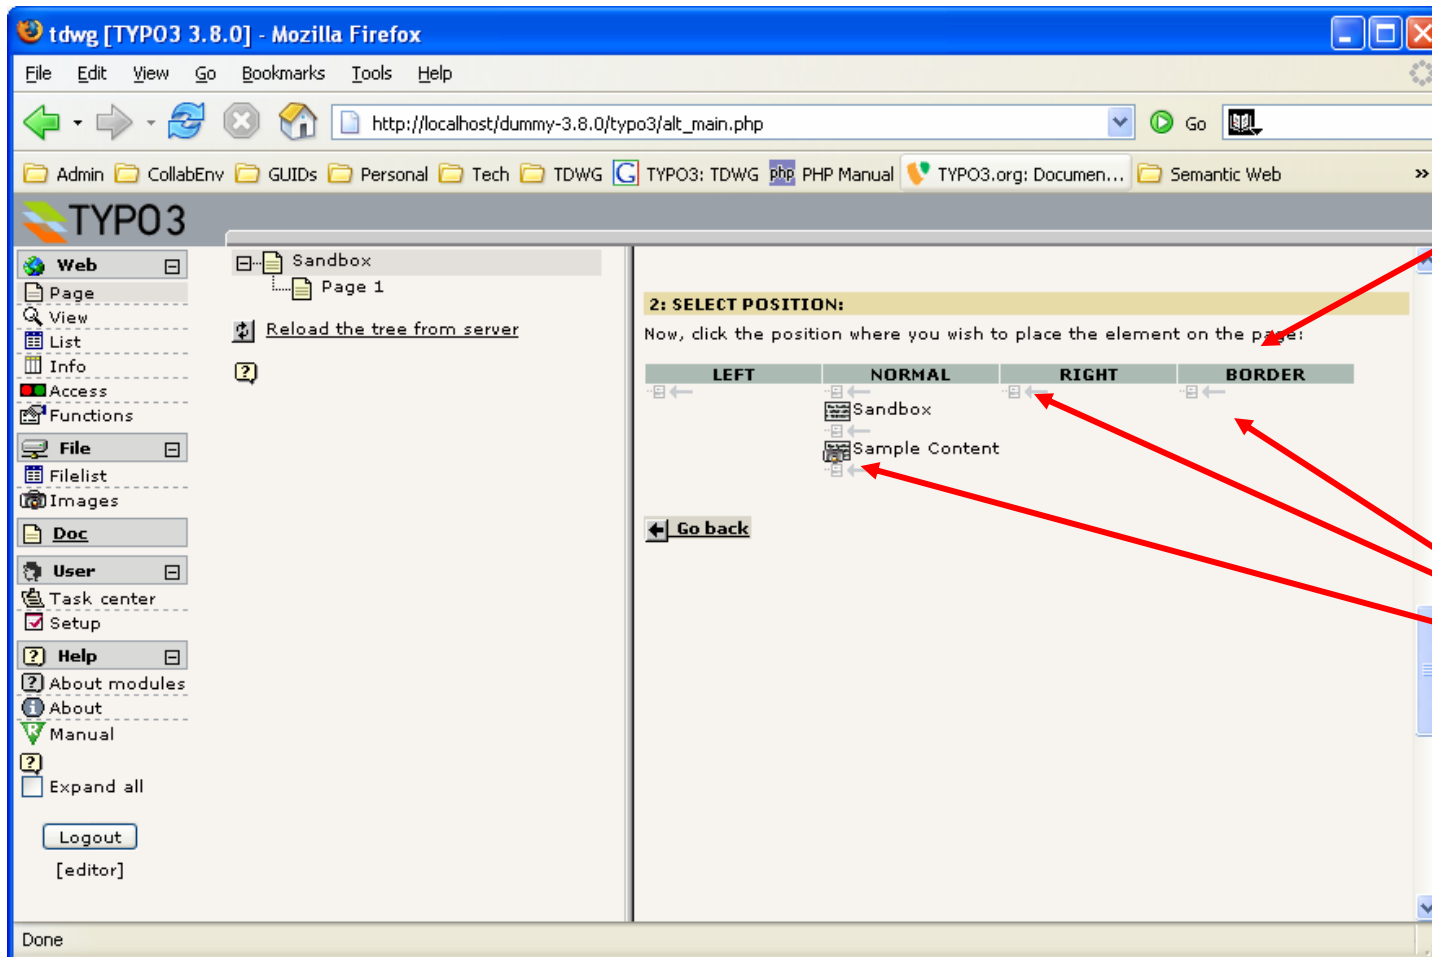 tdwg [TYPO3 3.8.0] - Mozilla Firefox
File Edit View Go Bookmarks Tools Help
http://localhost/dummy-3.8.0/typo3/alt_main.php Go
Admin CollabEnv GUIDs Personal Tech TDWG G TYPO3: TDWG php PHP Manual TYPO3.org: Documen... Semantic Web »
TYPO3
Web
Page
View
List
Info
Access
Functions
File
Filelist
Images
Doc
User
Task center
Setup
Help
About modules
About
Manual
Expand all
Logout
[editor]
Sandbox
Page 1
Reload the tree from server
2: SELECT POSITION:
Now, click the position where you wish to place the element on the page:
LEFT NORMAL RIGHT BORDER
Sandbox
Sample Content
Go back
Done